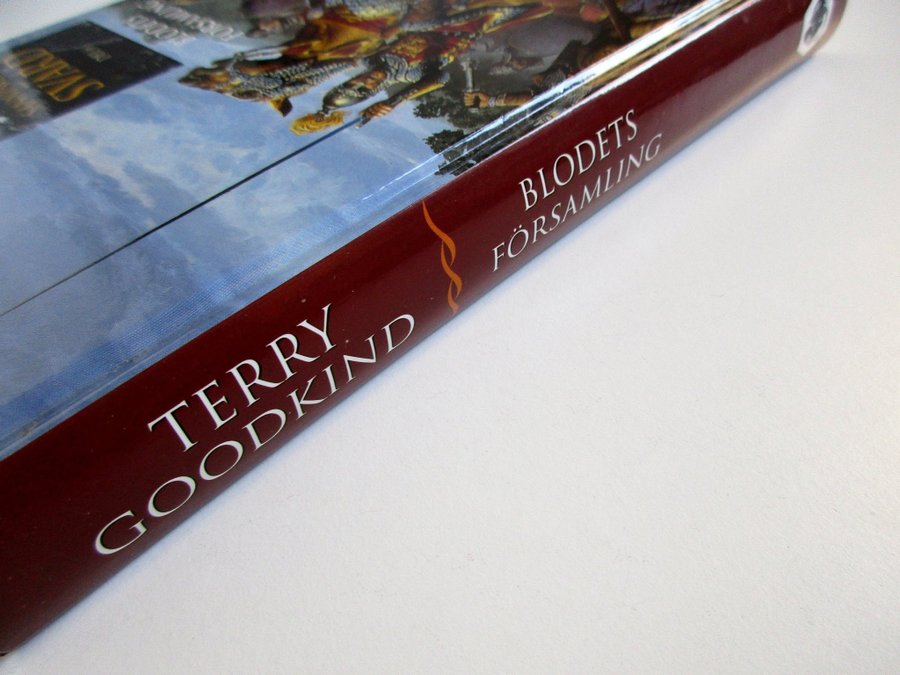 TERRY
GOODKIND
BLODETS
FÖRSAMLING